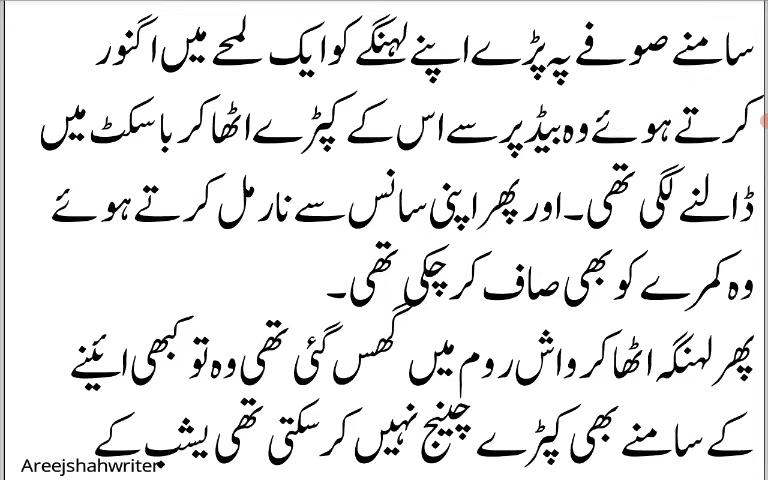 سامنے صوفے پہ پڑے اپنے لہنگے کو ایک لمحے میں اگنور
کرتے ہوئے وہ بیڈ پر سے اس کے کپڑے اٹھا کر باسکٹ میں
ڈالنے لگی تھی۔ اور پھر اپنی سانس سے نارمل کرتے ہوئے
وہ کمرے کو بھی صاف کر چکی تھی۔
پھر لہنگہ اٹھا کر واش روم میں گھس گئی تھی وہ تو کبھی ائینے
کے سامنے بھی کپڑے چینج نہیں کر سکتی تھی یشب کے
Areejshahwriter